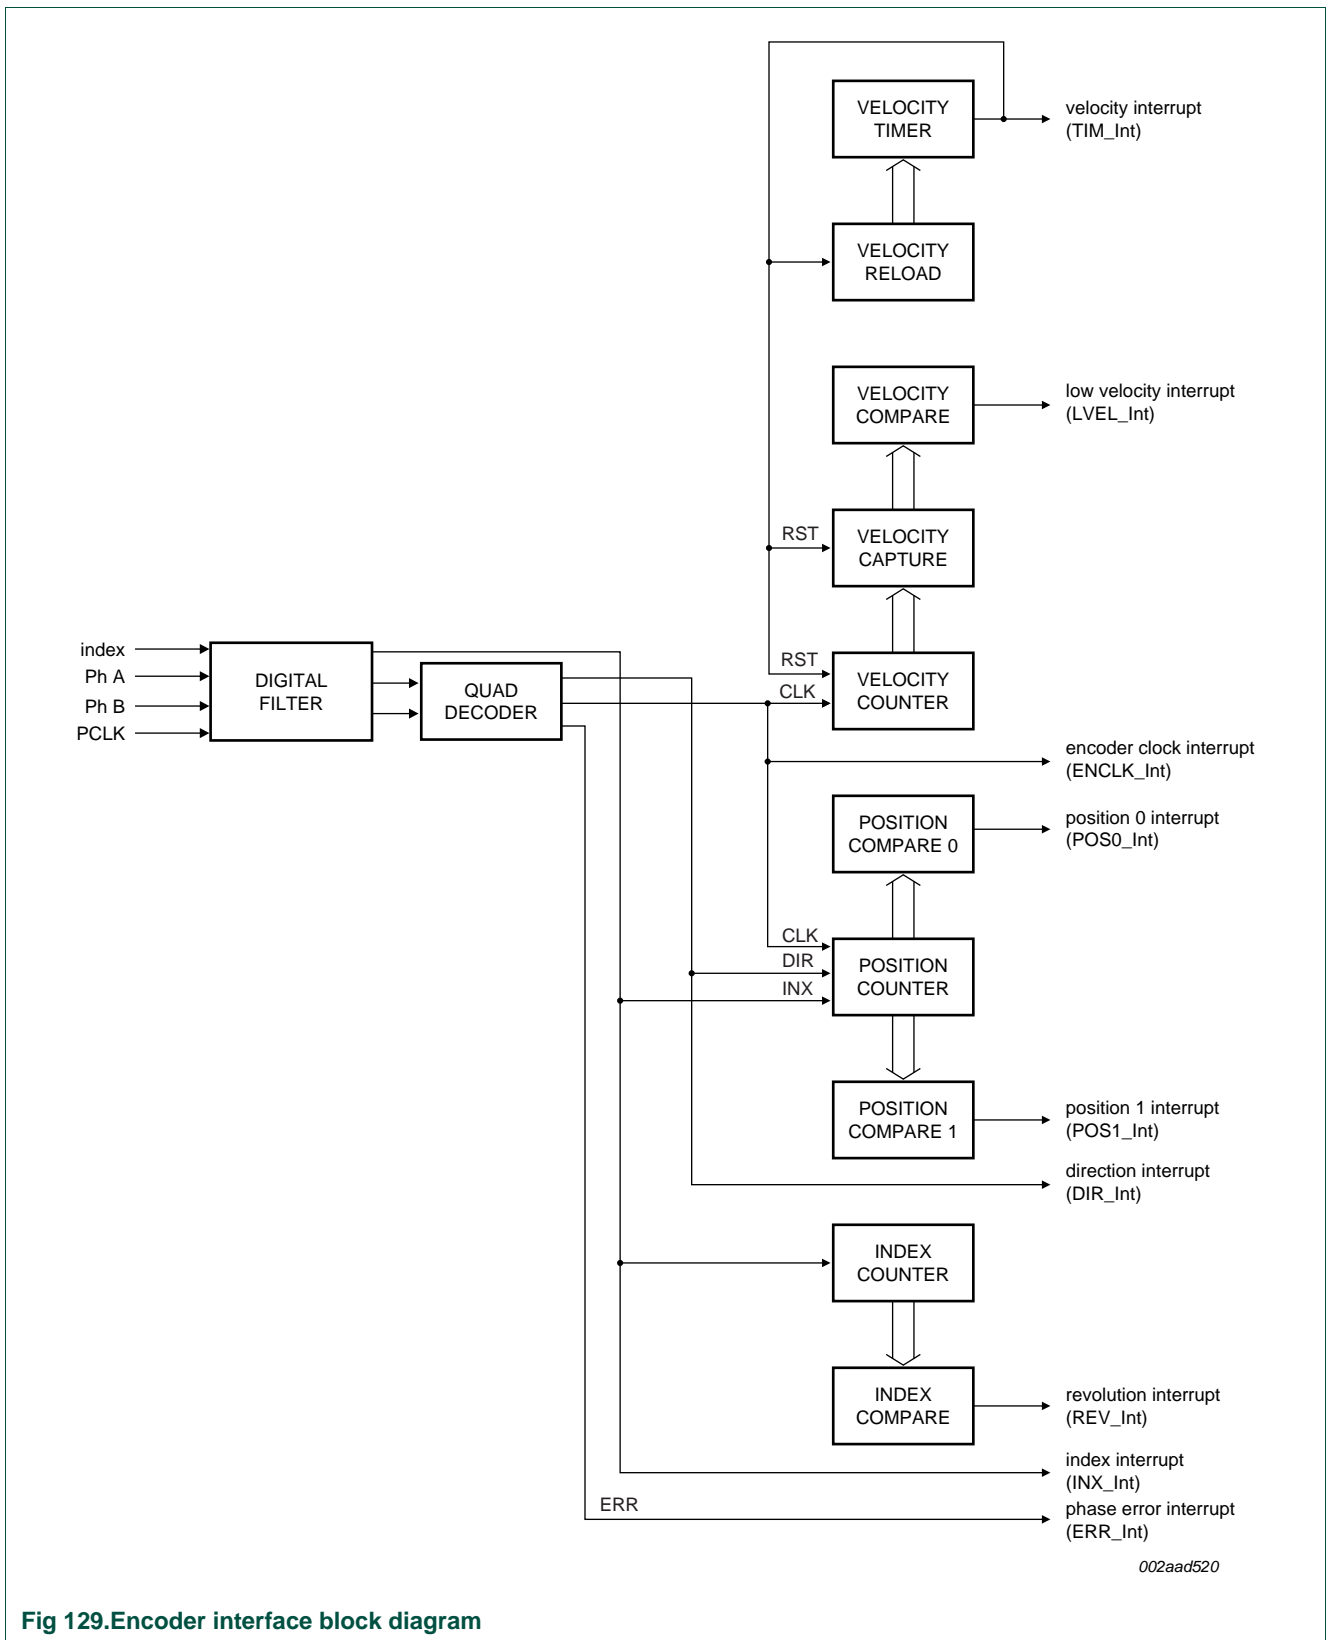 VELOCITY
TIMER
velocity interrupt
(TIM_Int)
VELOCITY
RELOAD
VELOCITY
COMPARE
low velocity interrupt
(LVEL_Int)
RST
VELOCITY
CAPTURE
index
Ph A
Ph B
PCLK
DIGITAL
FILTER
QUAD
DECODER
RST
CLK
VELOCITY
COUNTER
encoder clock interrupt
(ENCLK_Int)
POSITION
COMPARE 0
position 0 interrupt
(POS0_Int)
CLK
DIR
INX
POSITION
COUNTER
POSITION
COMPARE 1
position 1 interrupt
(POS1_Int)
direction interrupt
(DIR_Int)
INDEX
COUNTER
INDEX
COMPARE
revolution interrupt
(REV_Int)
index interrupt
(INX_Int)
ERR
phase error interrupt
(ERR_Int)
002aad520
Fig 129.Encoder interface block diagram